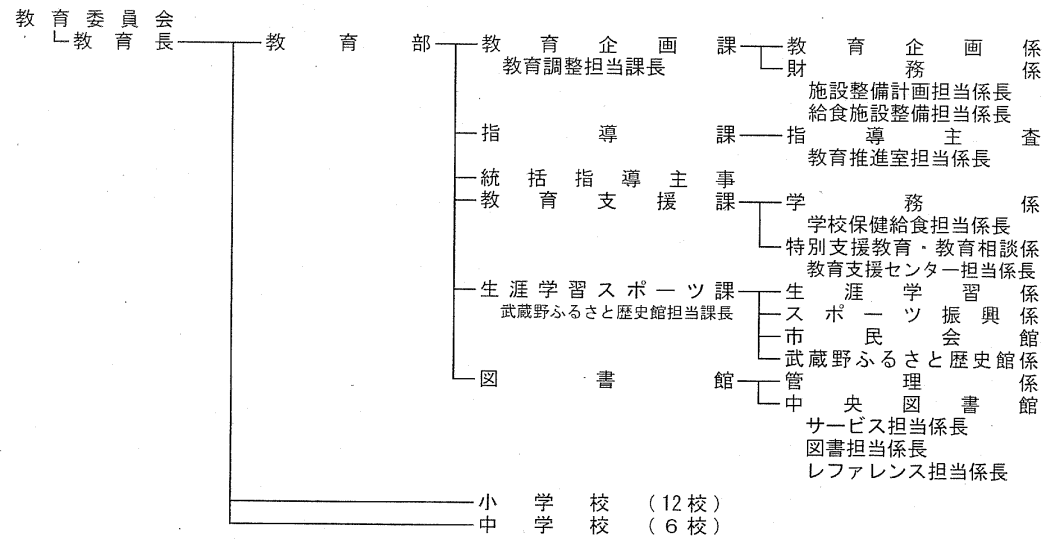 教育委員会
教育長 教育部 教育企画課 教育企画係
教育調整担当課長 財務係
施設整備計画担当係長
給食施設整備担当係長
指導課 指導主査
教育推進室担当係長
統括指導主事
教育支援課 学務係
学校保健給食担当係長
特別支援教育・教育相談係
教育支援センター担当係長
生涯学習スポーツ課 生涯学習係
武蔵野ふるさと歴史館担当課長 スポーツ振興係
市民会館
武蔵野ふるさと歴史館係
図書館 管理係
中央図書館
サービス担当係長
図書担当係長
レファレンス担当係長
小学校(12校)
中学校(6校)